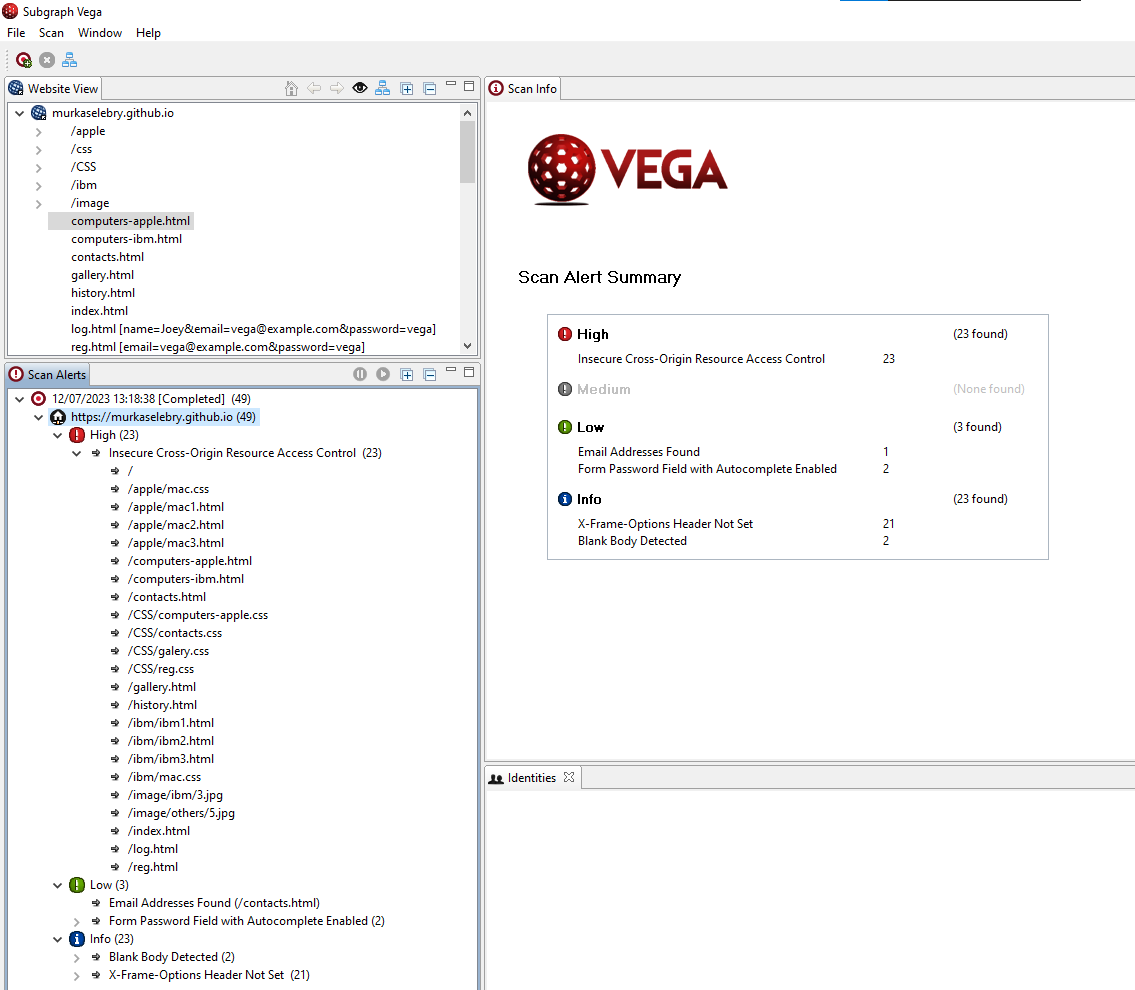 Subgraph Vega
File Scan Window Help
Website View
murkaselebry.github.io
/apple
/css
/CSS
/ibm
/image
computers-apple.html
computers-ibm.html
contacts.html
gallery.html
history.html
index.html
log.html [name=Joey&email=vega@example.com&password=vega]
reg.html [email=vega@example.com&password=vega]
Scan Alerts
12/07/2023 13:18:38 [Completed] (49)
https://murkaselebry.github.io (49)
High (23)
Insecure Cross-Origin Resource Access Control (23)
/
/apple/mac.css
/apple/mac1.html
/apple/mac2.html
/apple/mac3.html
/computers-apple.html
/computers-ibm.html
/contacts.html
/CSS/computers-apple.css
/CSS/contacts.css
/CSS/galery.css
/CSS/reg.css
/gallery.html
/history.html
/ibm/ibm1.html
/ibm/ibm2.html
/ibm/ibm3.html
/ibm/mac.css
/image/ibm/3.jpg
/image/others/5.jpg
/index.html
/log.html
/reg.html
Low (3)
Email Addresses Found (/contacts.html)
Form Password Field with Autocomplete Enabled (2)
Info (23)
Blank Body Detected (2)
X-Frame-Options Header Not Set (21)
Scan Info
VEGA
Scan Alert Summary
High (23 found)
Insecure Cross-Origin Resource Access Control 23
Medium (None found)
Low (3 found)
Email Addresses Found 1
Form Password Field with Autocomplete Enabled 2
Info (23 found)
X-Frame-Options Header Not Set 21
Blank Body Detected 2
Identities